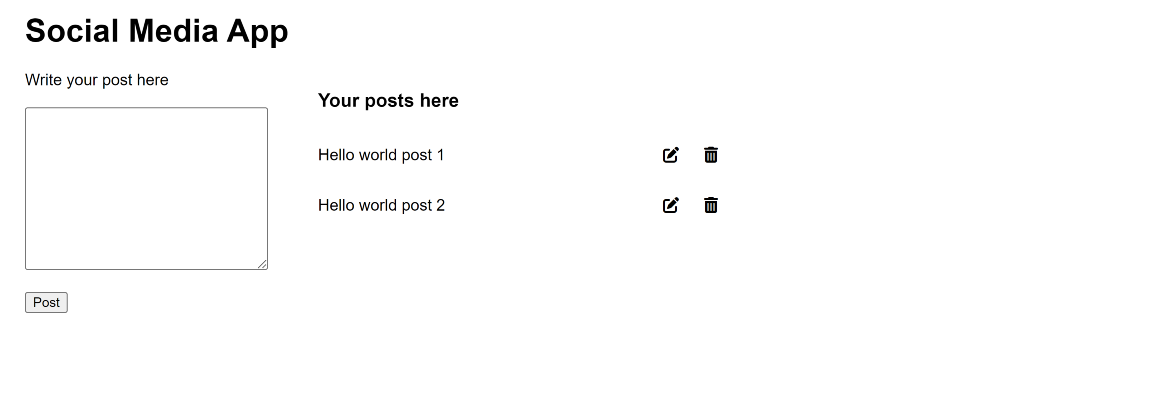 Social Media App
Write your post here
Post
Your posts here
Hello world post 1
Hello world post 2